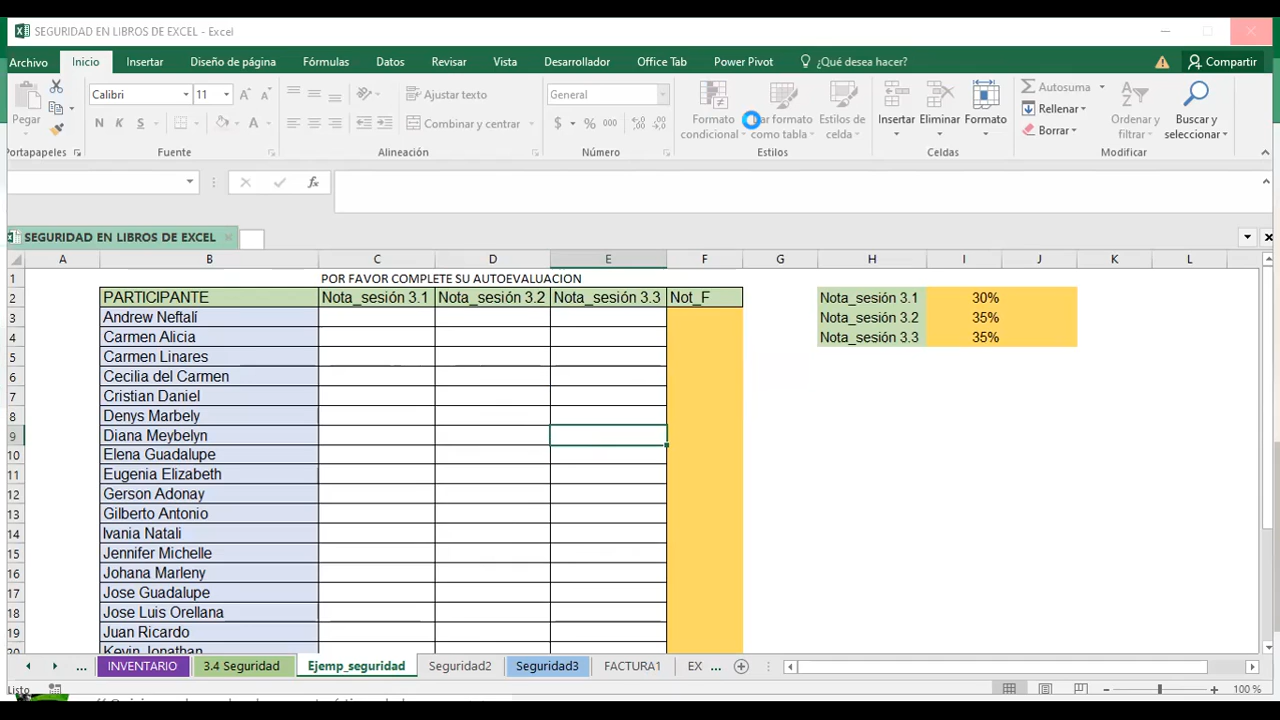 SEGURIDAD EN LIBROS DE EXCEL - Excel
Archivo Inicio Insertar Diseño de página Fórmulas Datos Revisar Vista Desarrollador Office Tab Power Pivot ¿Qué desea hacer? Compartir
Pegar
Calibri 11
N K S
Ajustar texto
Combinar y centrar
General
$ % 000
Formato condicional
Dar formato como tabla
Estilos de celda
Insertar Eliminar Formato
Autosuma
Rellenar
Borrar
Ordenar y filtrar
Buscar y seleccionar
Portapapeles Fuente Alineación Número Estilos Celdas Modificar
fx
SEGURIDAD EN LIBROS DE EXCEL
A B C D E F G H I J K L
1 POR FAVOR COMPLETE SU AUTOEVALUACION
2 PARTICIPANTE Nota_sesión 3.1 Nota_sesión 3.2 Nota_sesión 3.3 Not_F Nota_sesión 3.1 30%
3 Andrew Neftalí Nota_sesión 3.2 35%
4 Carmen Alicia Nota_sesión 3.3 35%
5 Carmen Linares
6 Cecilia del Carmen
7 Cristian Daniel
8 Denys Marbely
9 Diana Meybelyn
10 Elena Guadalupe
11 Eugenia Elizabeth
12 Gerson Adonay
13 Gilberto Antonio
14 Ivania Natali
15 Jennifer Michelle
16 Johana Marleny
17 Jose Guadalupe
18 Jose Luis Orellana
19 Juan Ricardo
20 Kevin Jonathan
... INVENTARIO 3.4 Seguridad Ejemp_seguridad Seguridad2 Seguridad3 FACTURA1 EX ...
Listo 100 %